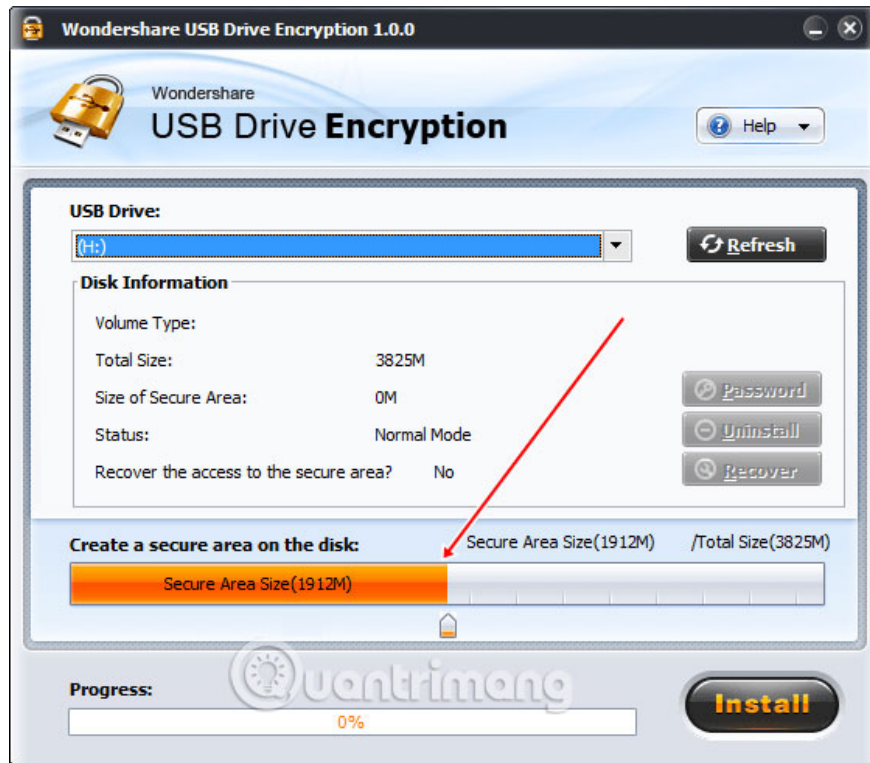 Wondershare USB Drive Encryption 1.0.0
Wondershare
USB Drive Encryption
Help
USB Drive:
(H:)
Refresh
Disk Information
Volume Type:
Total Size: 3825M
Size of Secure Area: 0M
Password
Status: Normal Mode
Uninstall
Recover the access to the secure area? No
Recover
Create a secure area on the disk: Secure Area Size(1912M) /Total Size(3825M)
Secure Area Size(1912M)
Quantrimang
Progress:
0%
Install